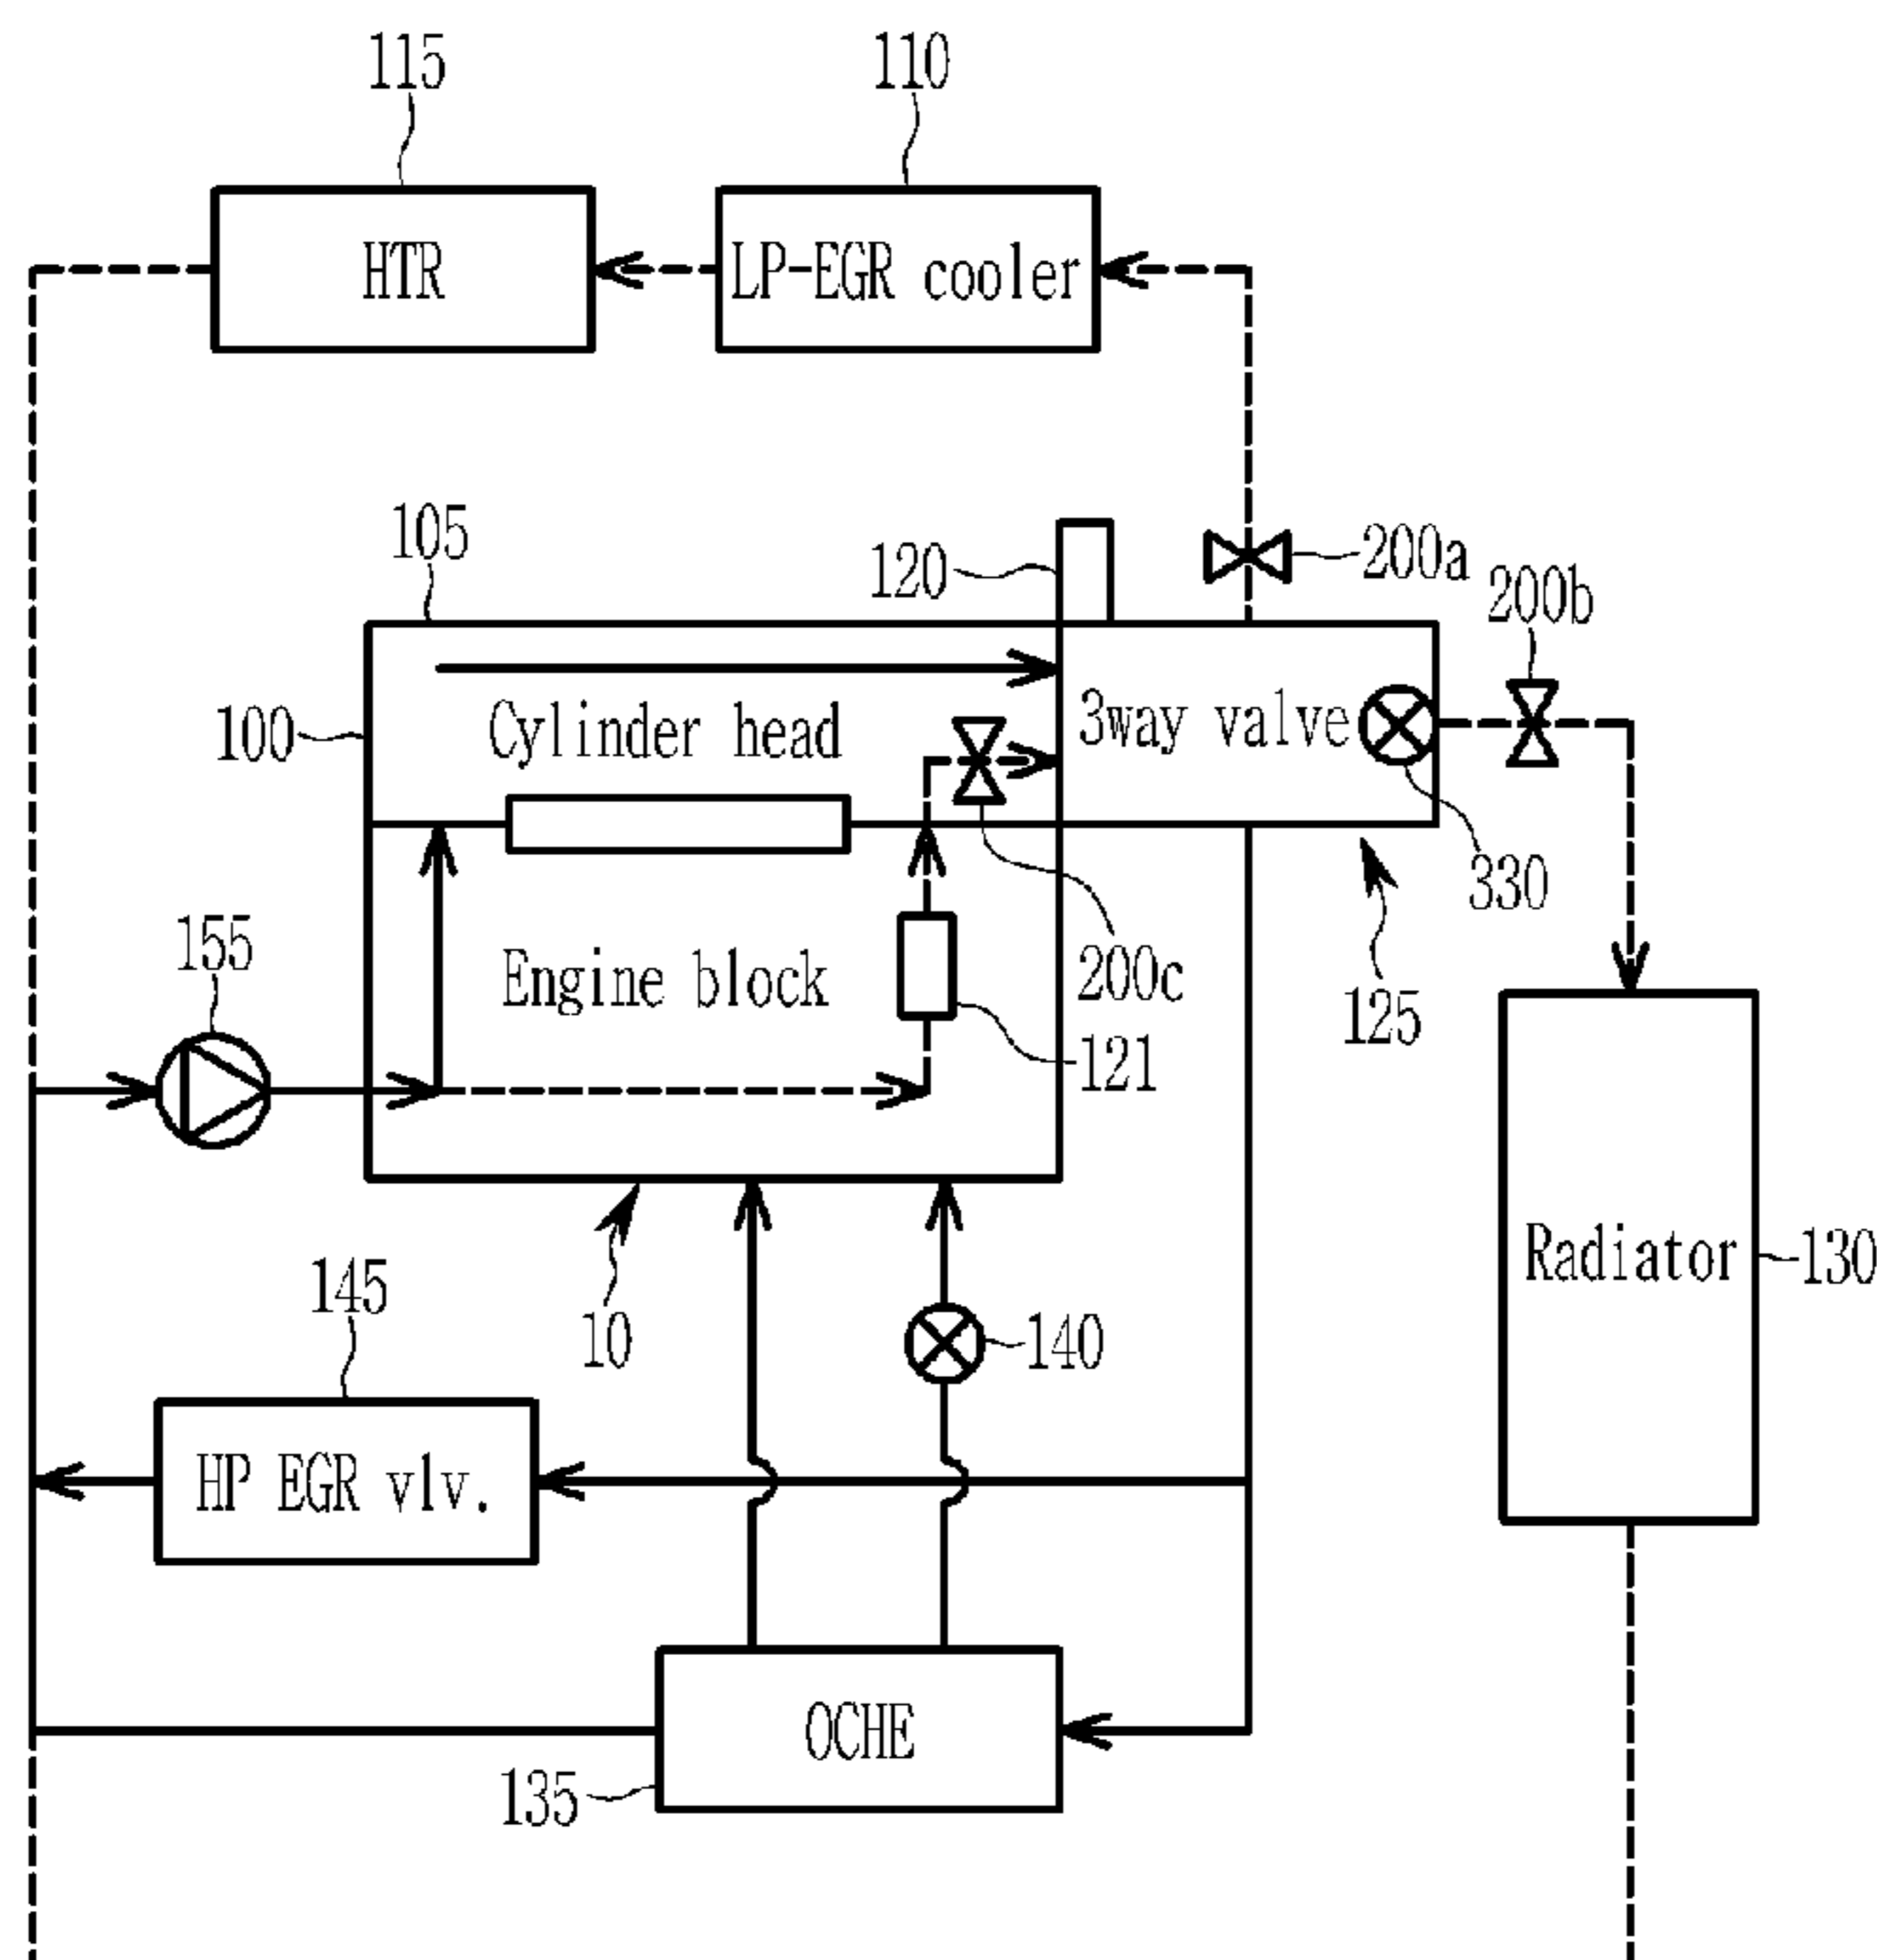 115
110
HTR
LP-EGR cooler
105
120
200a
200b
100
Cylinder head
3way valve
330
155
Engine block
200c
125
121
Radiator
130
145
10
140
HP EGR vlv.
OCHE
135